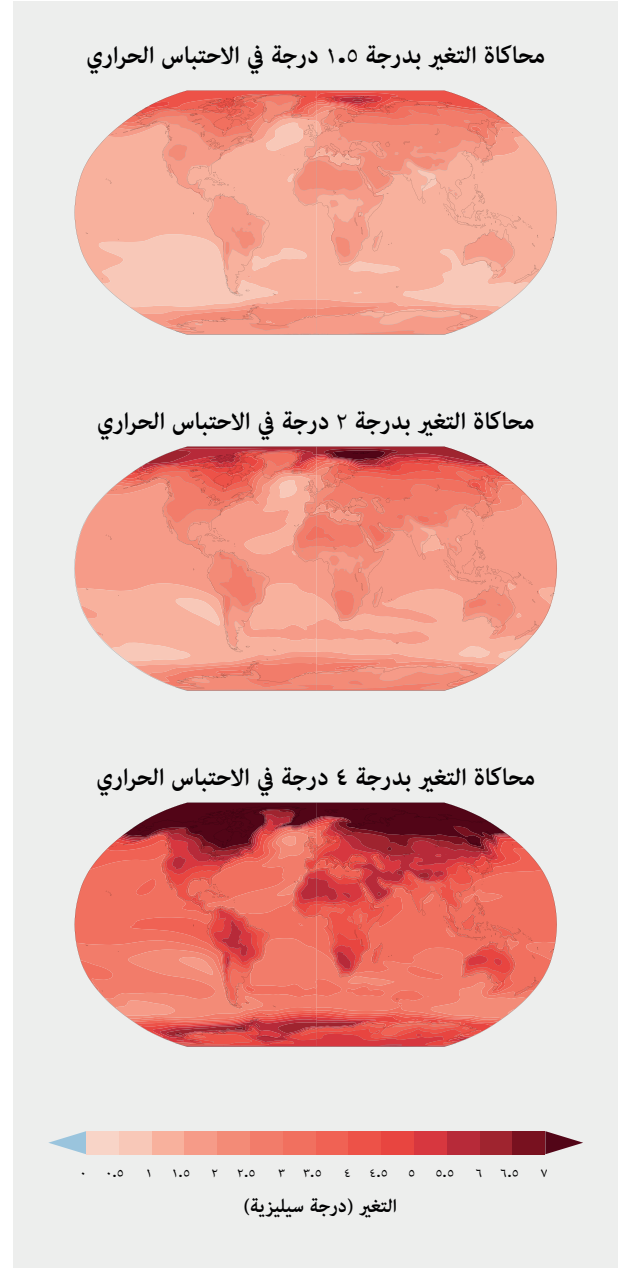 محاكاة التغير بدرجة ١.٥ درجة في الاحتباس الحراري
محاكاة التغير بدرجة ٢ درجة في الاحتباس الحراري
محاكاة التغير بدرجة ٤ درجة في الاحتباس الحراري
٠ ٠.٥ ١ ١.٥ ٢ ٢.٥ ٣ ٣.٥ ٤ ٤.٥ ٥ ٥.٥ ٦ ٦.٥ ٧
التغير (درجة سيليزية)